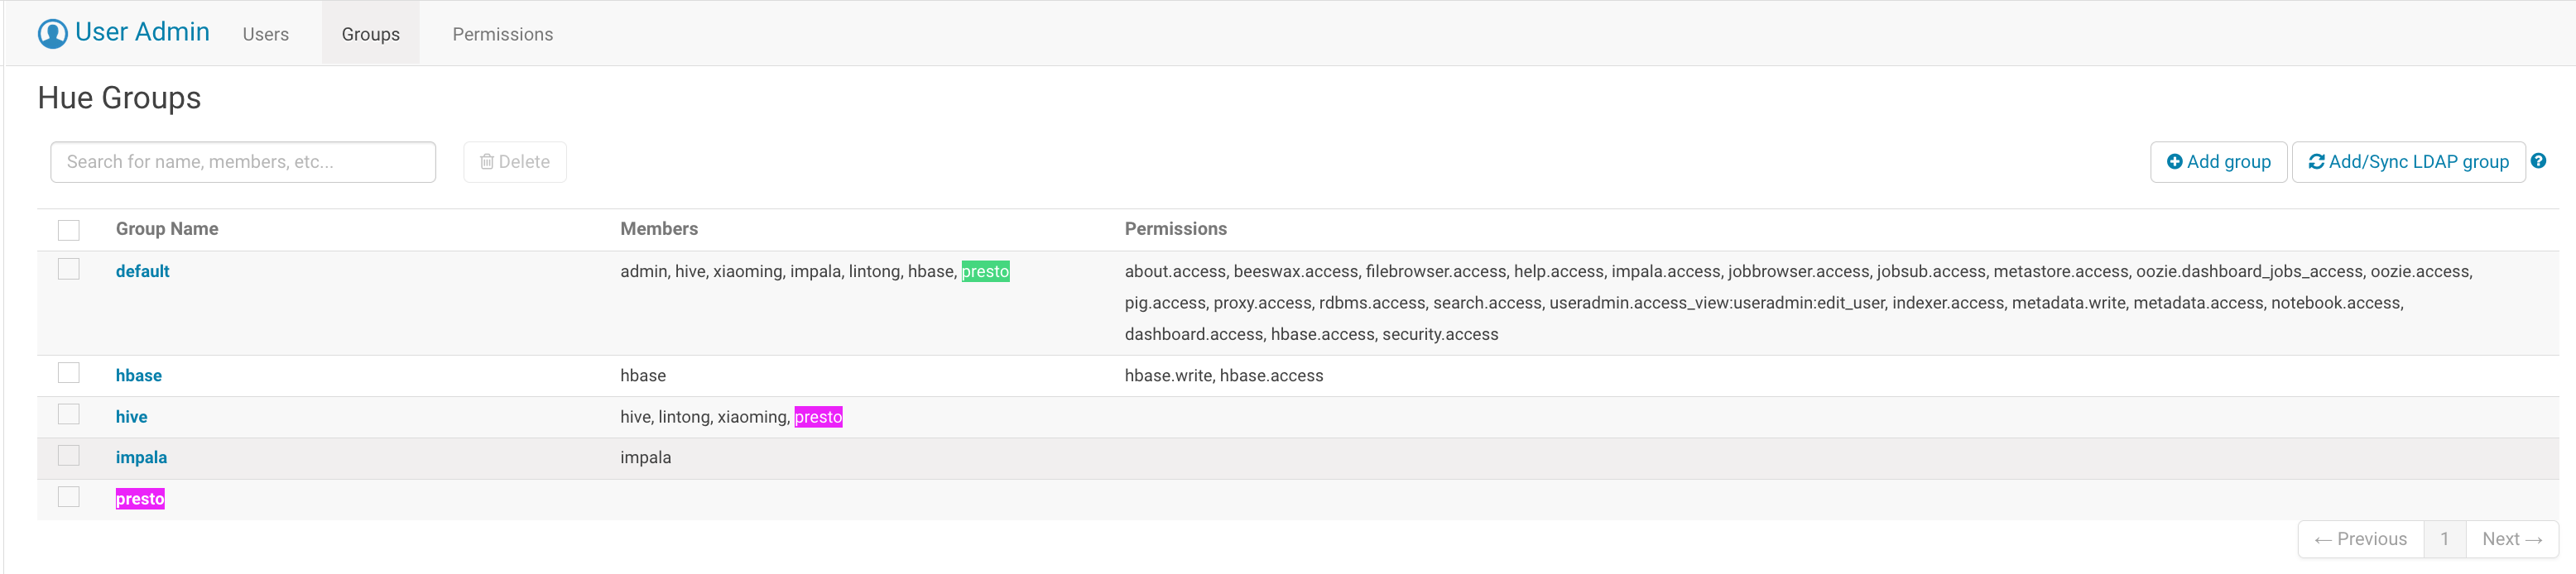 User Admin Users Groups Permissions
Hue Groups
Search for name, members, etc... Delete Add group Add/Sync LDAP group ?
Group Name Members Permissions
default admin, hive, xiaoming, impala, lintong, hbase, presto about.access, beeswax.access, filebrowser.access, help.access, impala.access, jobbrowser.access, jobsub.access, metastore.access, oozie.dashboard_jobs_access, oozie.access,
pig.access, proxy.access, rdbms.access, search.access, useradmin.access_view:useradmin:edit_user, indexer.access, metadata.write, metadata.access, notebook.access,
dashboard.access, hbase.access, security.access
hbase hbase hbase.write, hbase.access
hive hive, lintong, xiaoming, presto
impala impala
presto
← Previous 1 Next →